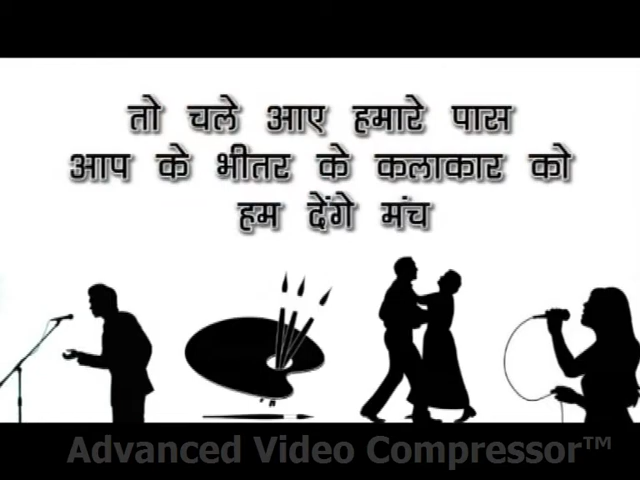 तो चले आए हमारे पास
आप के भीतर के कलाकार को
हम देंगे मंच
Advanced Video Compressor™